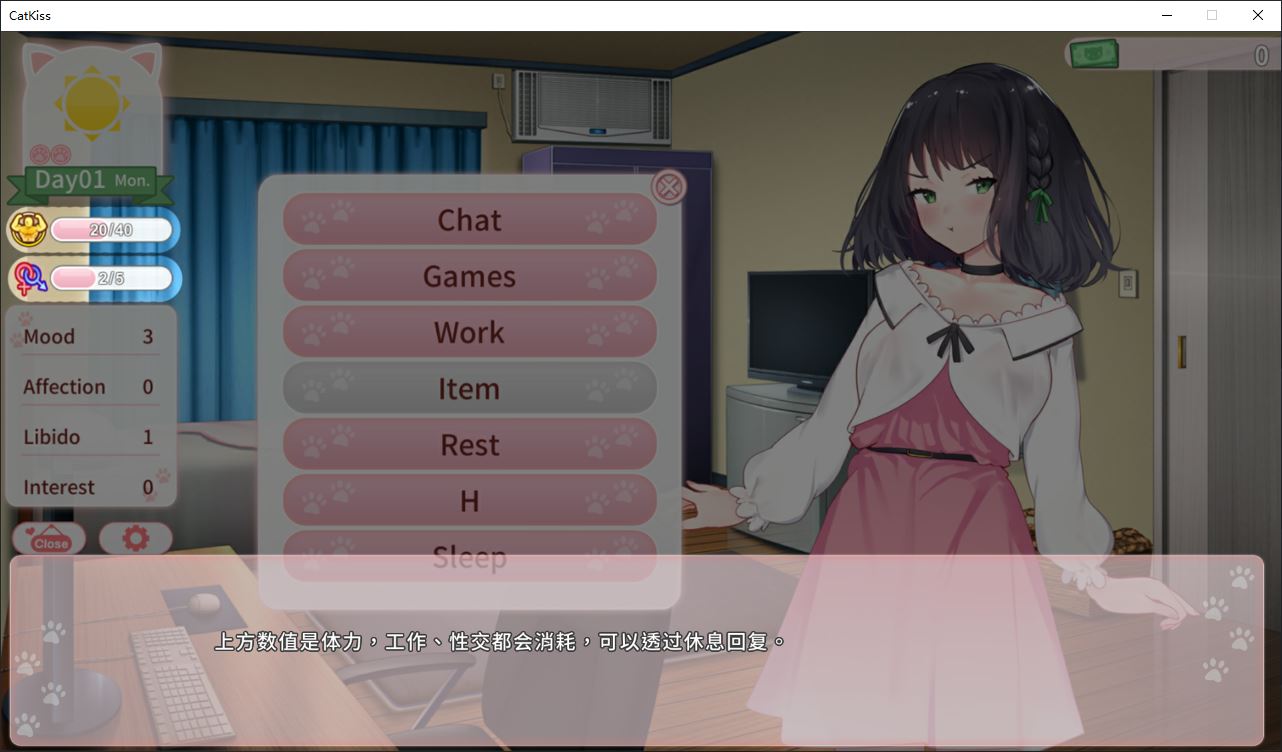 CatKiss
0
Day01 Mon.
20/40
2/5
Mood 3
Affection 0
Libido 1
Interest 0
Close
Chat
Games
Work
Item
Rest
H
Sleep
上方数值是体力，工作、性交都会消耗，可以透过休息回复。